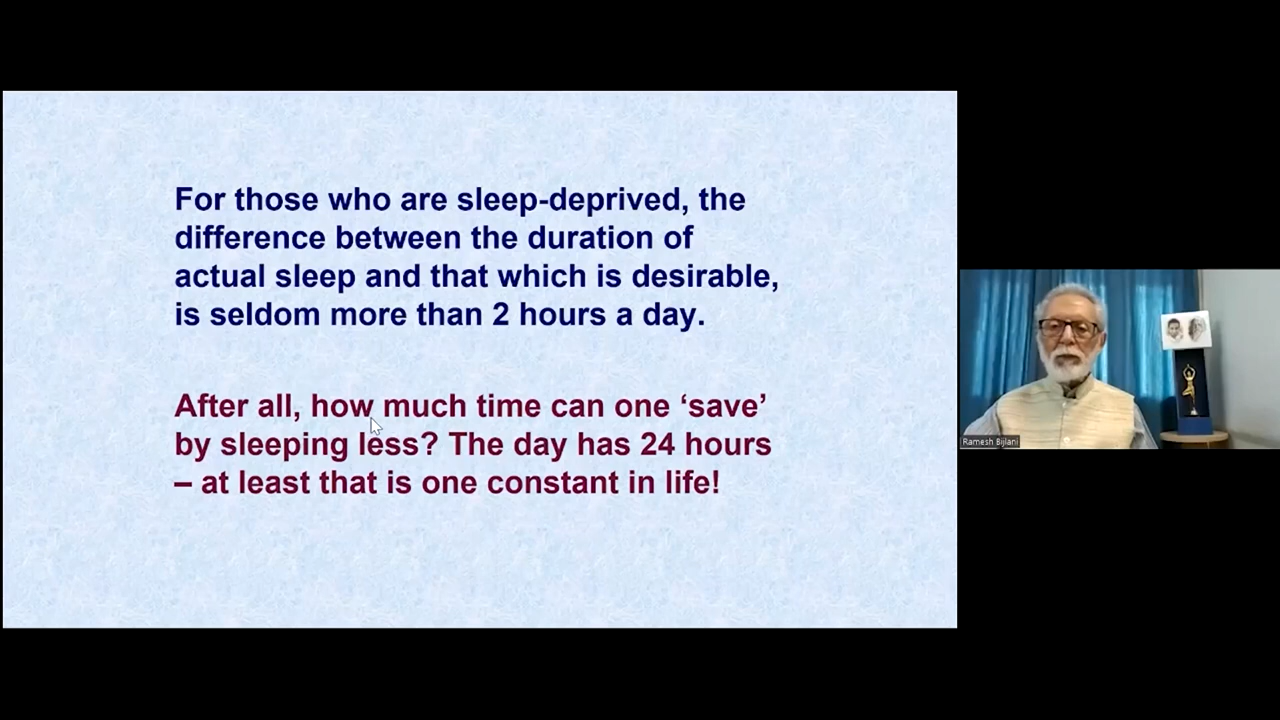 For those who are sleep-deprived, the
difference between the duration of
actual sleep and that which is desirable,
is seldom more than 2 hours a day.
After all, how much time can one ‘save’
by sleeping less? The day has 24 hours
– at least that is one constant in life!
Ramesh Bijlani